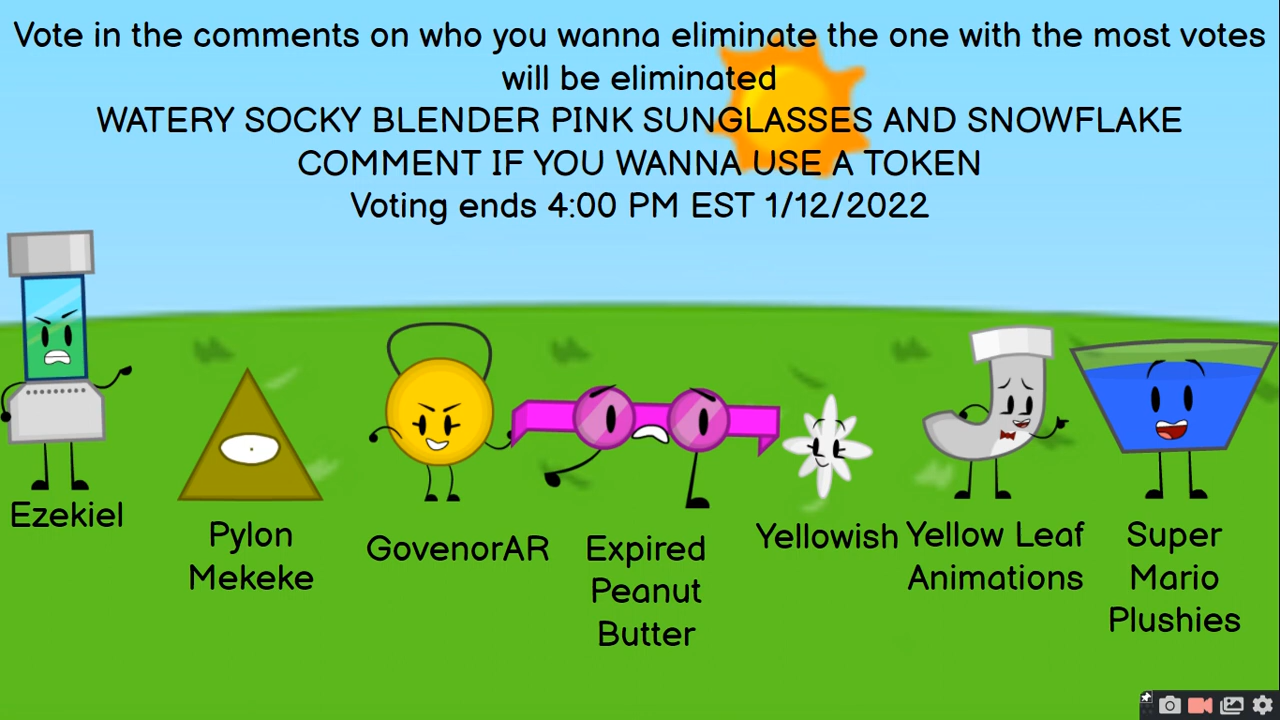 Vote in the comments on who you wanna eliminate the one with the most votes
will be eliminated
WATERY SOCKY BLENDER PINK SUNGLASSES AND SNOWFLAKE
COMMENT IF YOU WANNA USE A TOKEN
Voting ends 4:00 PM EST 1/12/2022
Ezekiel
Pylon
Mekeke
GovenorAR
Expired
Peanut
Butter
Yellowish
Yellow Leaf
Animations
Super
Mario
Plushies